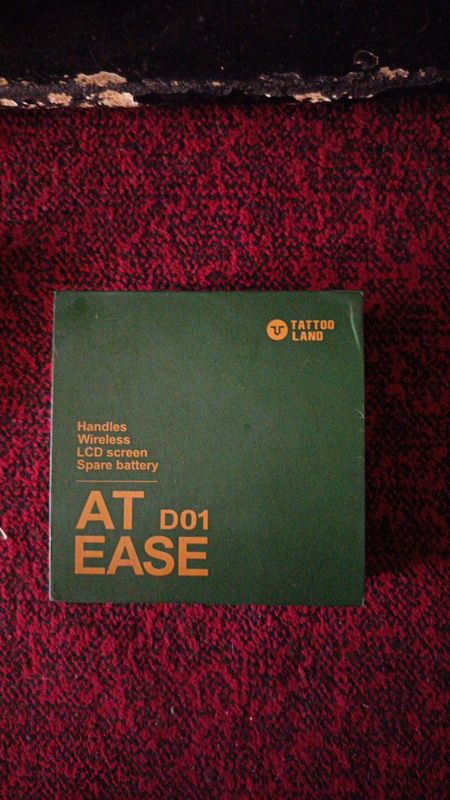 TATTOO
LAND
Handles
Wireless
LCD screen
Spare battery
AT D01
EASE